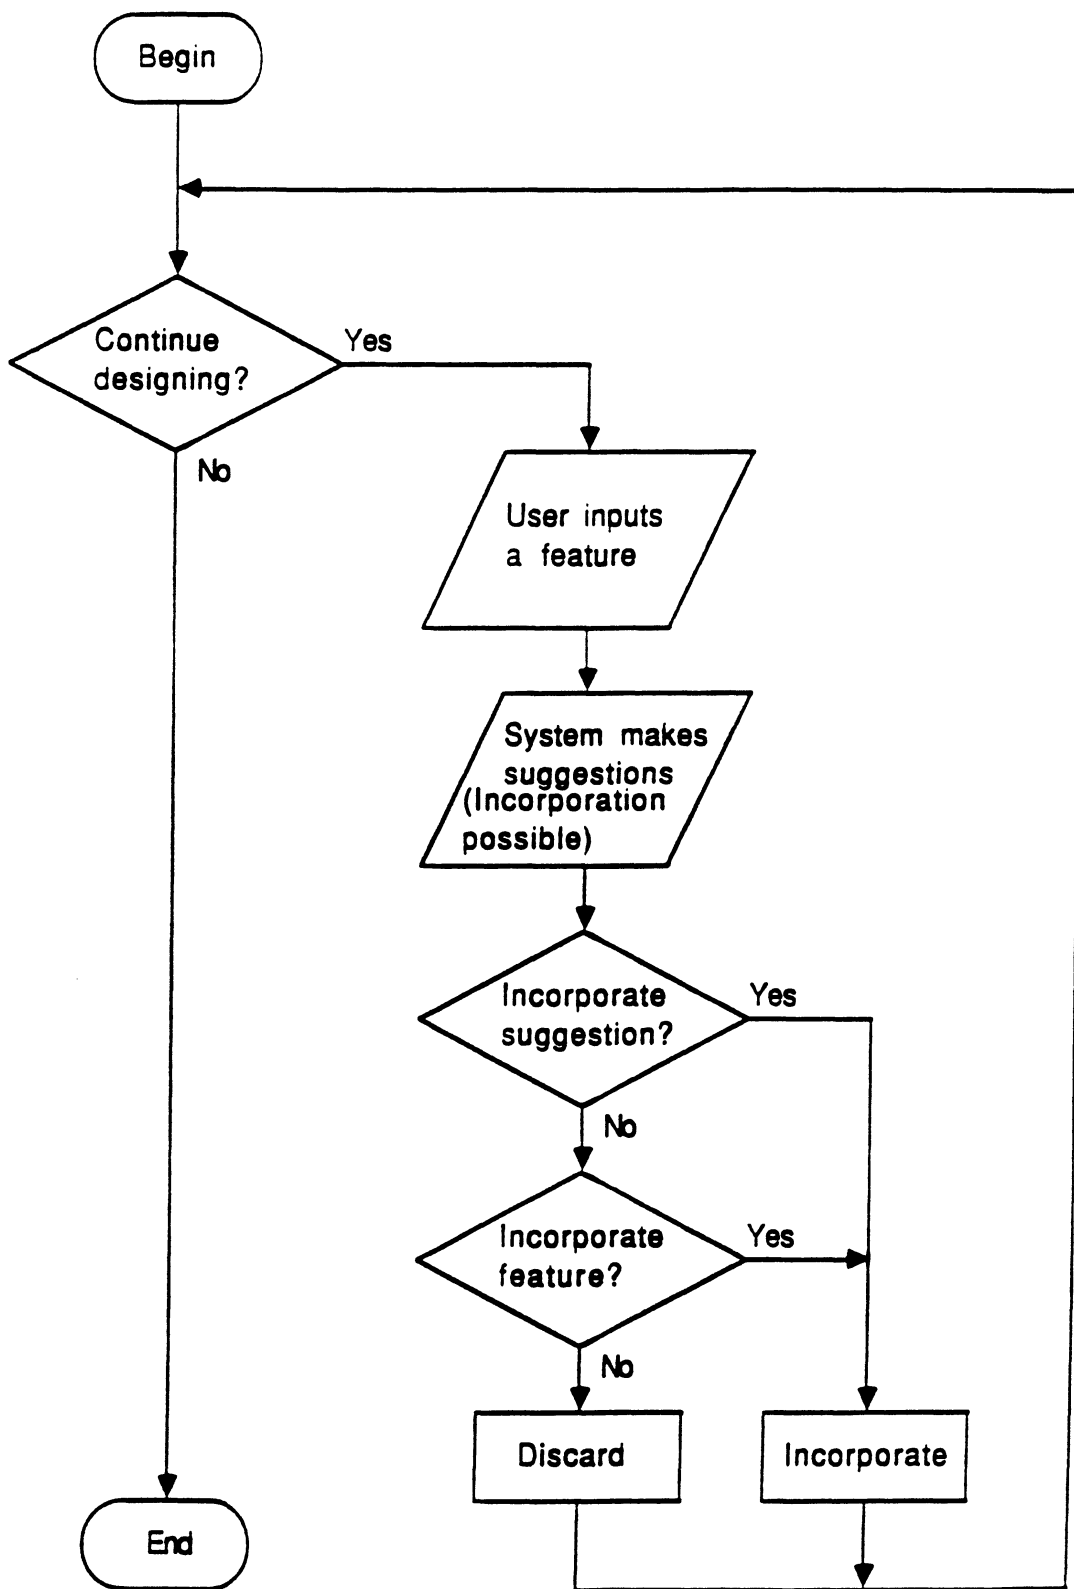 Begin
Continue
designing?
Yes
No
User inputs
a feature
System makes
suggestions
(Incorporation
possible)
Incorporate
suggestion?
Yes
No
Incorporate
feature?
Yes
No
Discard
Incorporate
End